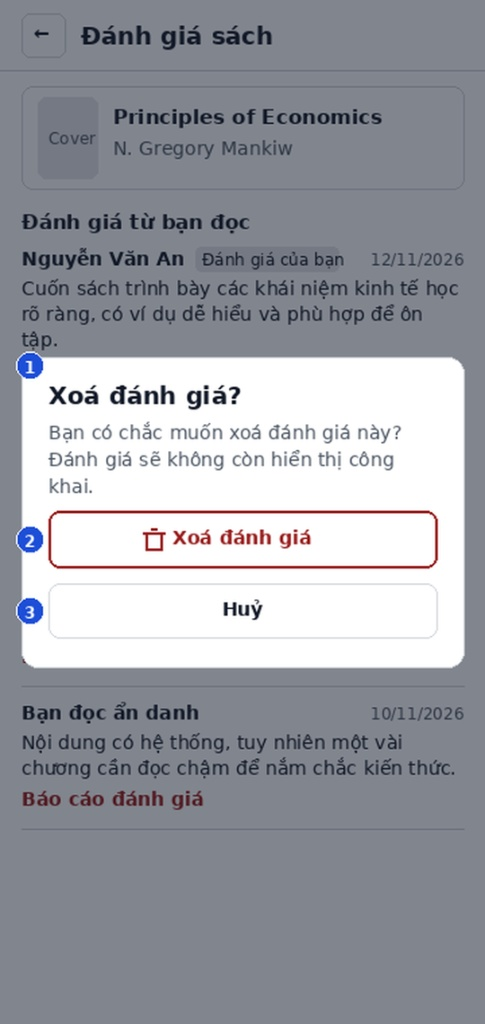 ←
Đánh giá sách
Cover
Principles of Economics
N. Gregory Mankiw
Đánh giá từ bạn đọc
Nguyễn Văn An Đánh giá của bạn 12/11/2026
Cuốn sách trình bày các khái niệm kinh tế học
rõ ràng, có ví dụ dễ hiểu và phù hợp để ôn
tập.
1
Xoá đánh giá?
Bạn có chắc muốn xoá đánh giá này?
Đánh giá sẽ không còn hiển thị công
khai.
2
Xoá đánh giá
3
Huỷ
Bạn đọc ẩn danh 10/11/2026
Nội dung có hệ thống, tuy nhiên một vài
chương cần đọc chậm để nắm chắc kiến thức.
Báo cáo đánh giá